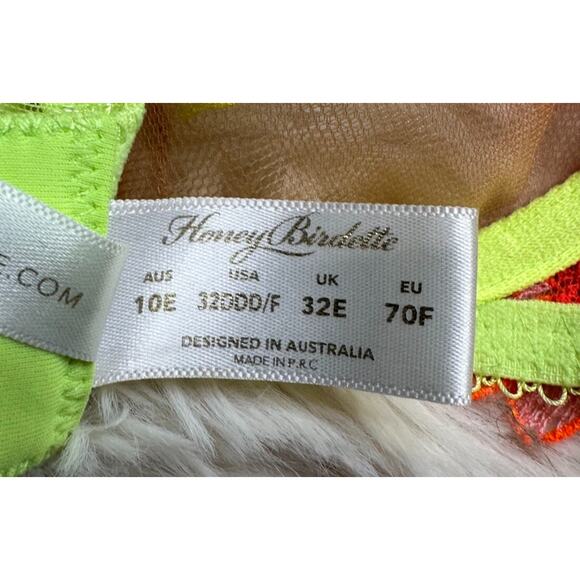 Honey Birdette
AUS USA UK EU
10E 32DDD/F 32E 70F
DESIGNED IN AUSTRALIA
MADE IN P.R.C
E.COM